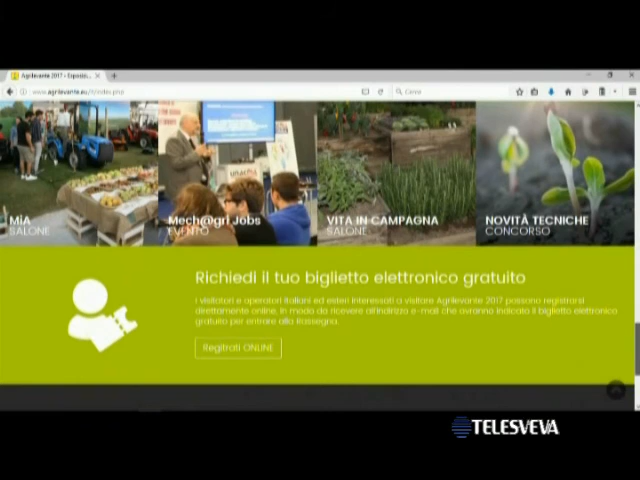 Agrilevante 2017 - Esposizi...
www.agrilevante.eu/it/index.php
Cerca
MiA
SALONE
Mech@gri Jobs
EVENTO
VITA IN CAMPAGNA
SALONE
NOVITÀ TECNICHE
CONCORSO
Richiedi il tuo biglietto elettronico gratuito
I visitatori e operatori italiani ed esteri interessati a visitare Agrilevante 2017 possono registrarsi
direttamente online, in modo da ricevere all'indirizzo e-mail che avranno indicato il biglietto elettronico
gratuito per entrare alla Rassegna.
Regitrati ONLINE
TELESVEVA